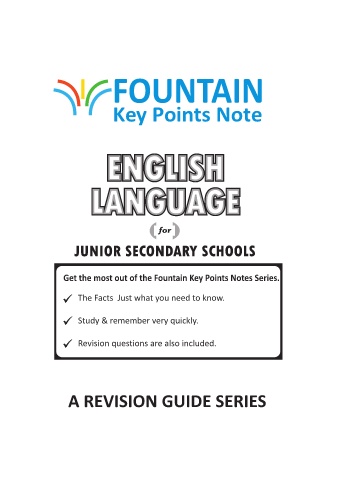 FOUNTAIN
Key Points Note
ENGLISH
LANGUAGE
(for)
JUNIOR SECONDARY SCHOOLS
Get the most out of the Fountain Key Points Notes Series.
✓ The Facts Just what you need to know.
✓ Study & remember very quickly.
✓ Revision questions are also included.
A REVISION GUIDE SERIES